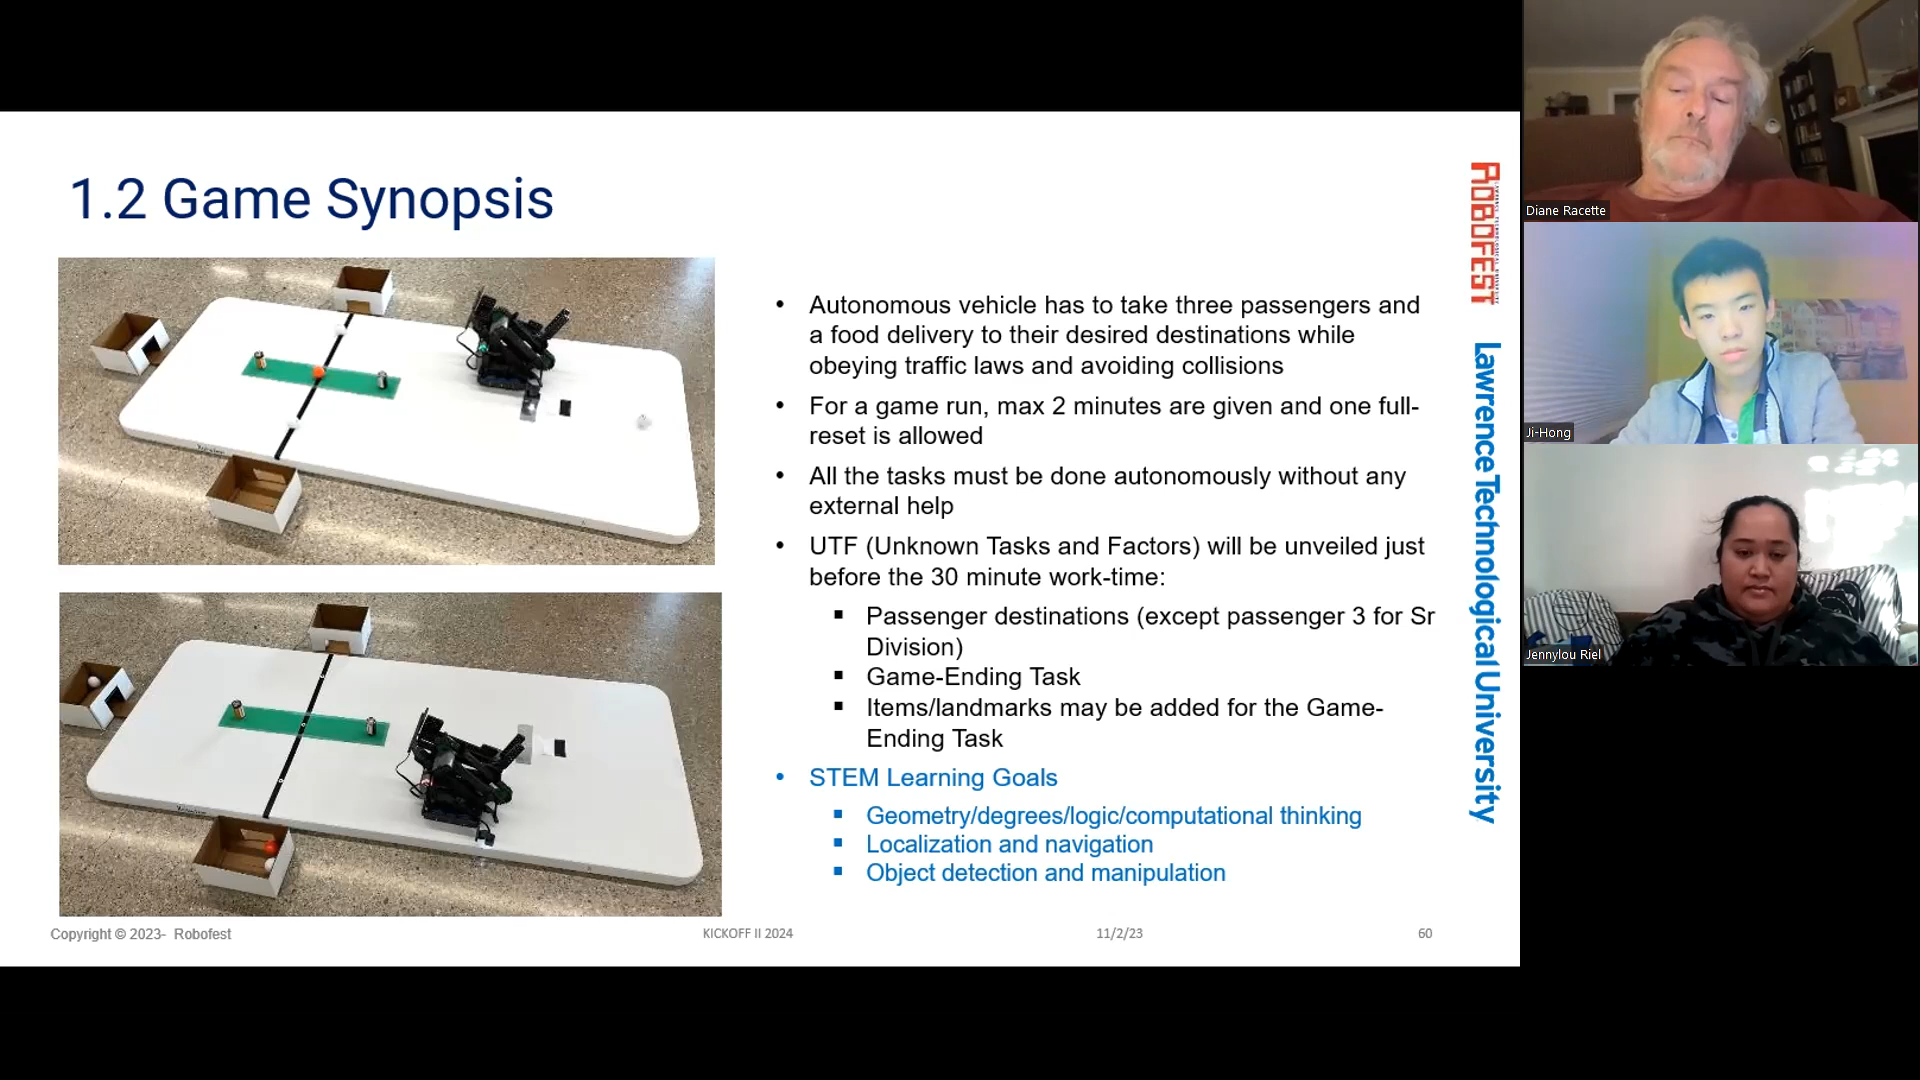 1.2 Game Synopsis
• Autonomous vehicle has to take three passengers and
a food delivery to their desired destinations while
obeying traffic laws and avoiding collisions
• For a game run, max 2 minutes are given and one full-
reset is allowed
• All the tasks must be done autonomously without any
external help
• UTF (Unknown Tasks and Factors) will be unveiled just
before the 30 minute work-time:
▪ Passenger destinations (except passenger 3 for Sr
Division)
▪ Game-Ending Task
▪ Items/landmarks may be added for the Game-
Ending Task
• STEM Learning Goals
▪ Geometry/degrees/logic/computational thinking
▪ Localization and navigation
▪ Object detection and manipulation
Copyright © 2023- Robofest
KICKOFF II 2024
11/2/23
60
ROBOFEST
LAWRENCE TECHNOLOGICAL UNIVERSITY
Lawrence Technological University
Diane Racette
Ji-Hong
Jennylou Riel